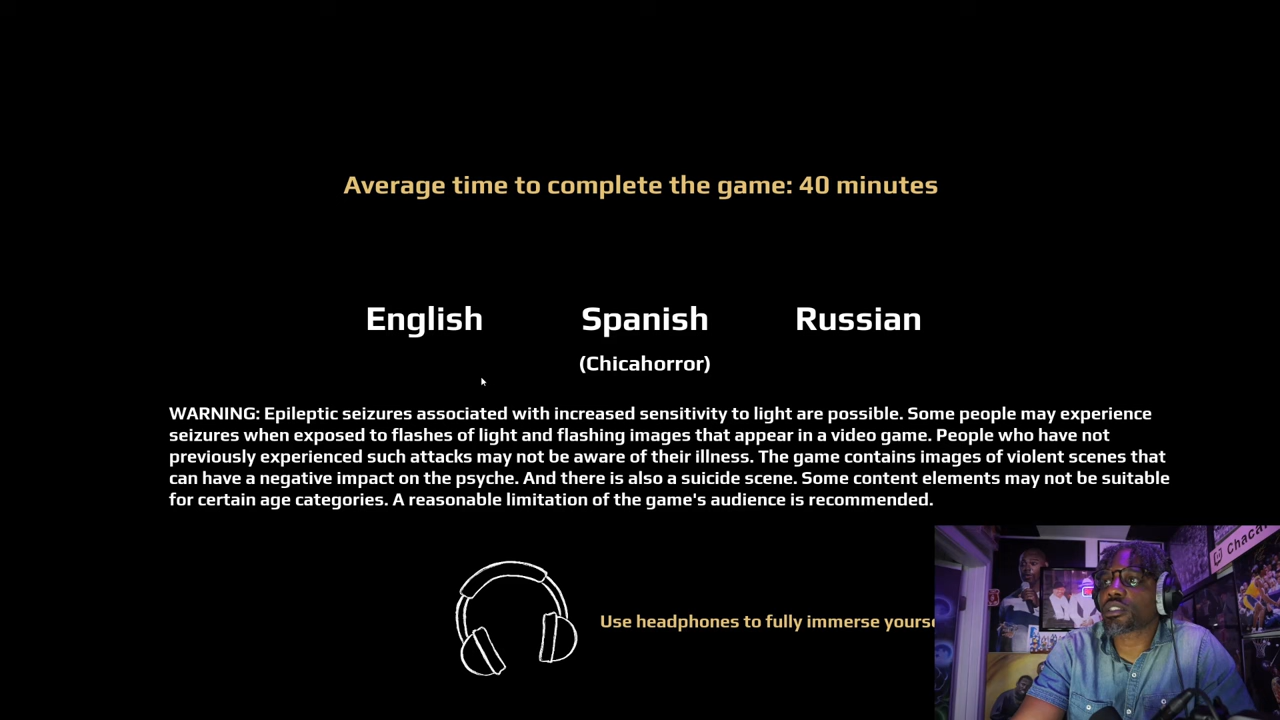 Average time to complete the game: 40 minutes
English Spanish Russian
(Chicahorror)
WARNING: Epileptic seizures associated with increased sensitivity to light are possible. Some people may experience
seizures when exposed to flashes of light and flashing images that appear in a video game. People who have not
previously experienced such attacks may not be aware of their illness. The game contains images of violent scenes that
can have a negative impact on the psyche. And there is also a suicide scene. Some content elements may not be suitable
for certain age categories. A reasonable limitation of the game's audience is recommended.
Use headphones to fully immerse yourse
Chaca